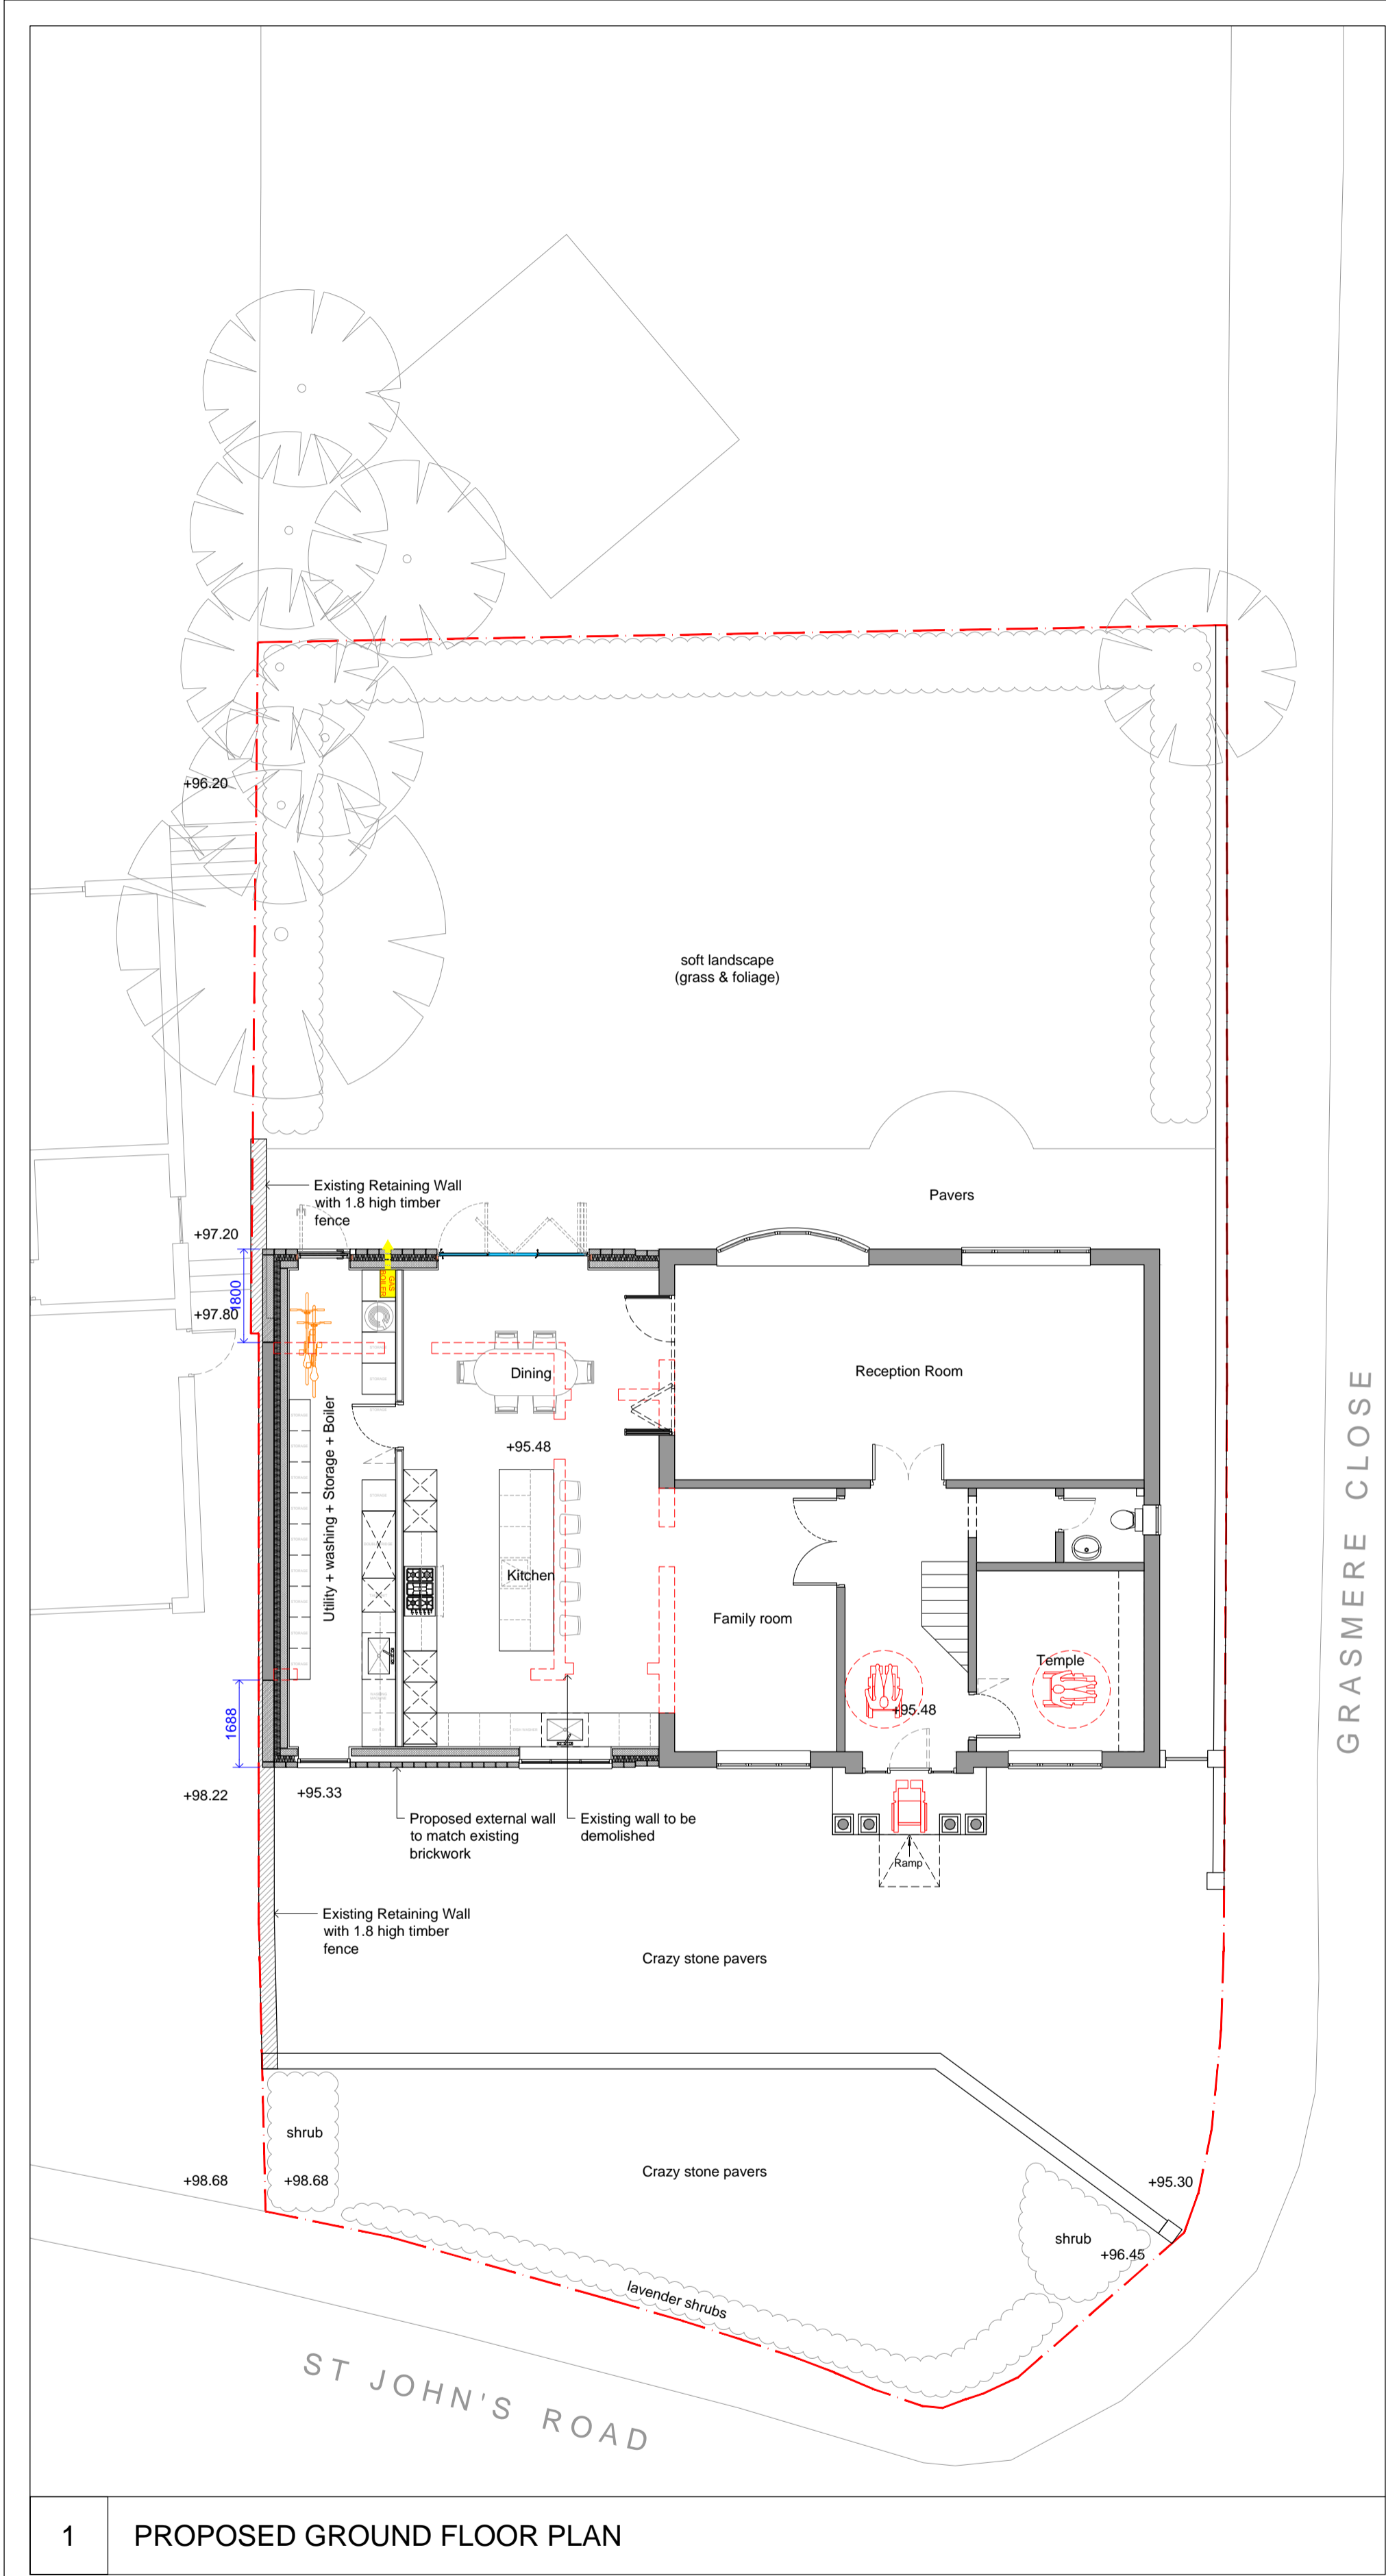 +96.20
soft landscape
(grass & foliage)
Existing Retaining Wall
with 1.8 high timber
fence
Pavers
+97.20
1800
+97.80
GAS
BOILER
Dining
Reception Room
+95.48
Utility + washing + Storage + Boiler
Kitchen
Family room
Temple
+95.48
1688
+98.22
+95.33
Proposed external wall
to match existing
brickwork
Existing wall to be
demolished
Ramp
Existing Retaining Wall
with 1.8 high timber
fence
Crazy stone pavers
GRASMERE CLOSE
shrub
+98.68
+98.68
Crazy stone pavers
+95.30
shrub
+96.45
lavender shrubs
ST JOHN'S ROAD
1
PROPOSED GROUND FLOOR PLAN